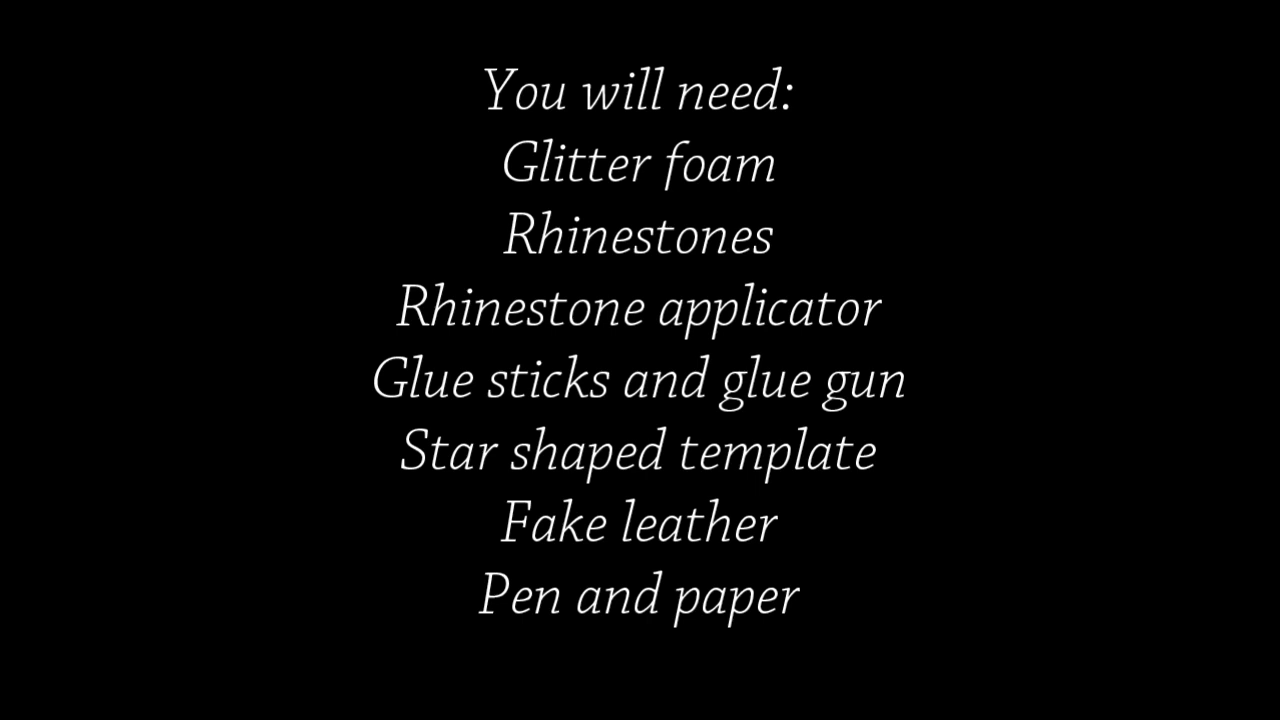 You will need:
Glitter foam
Rhinestones
Rhinestone applicator
Glue sticks and glue gun
Star shaped template
Fake leather
Pen and paper